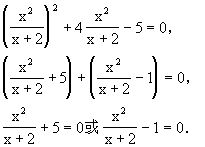 (x²/(x+2))² + 4 x²/(x+2) − 5 = 0,
(x²/(x+2) + 5) + (x²/(x+2) − 1) = 0,
x²/(x+2) + 5 = 0或 x²/(x+2) − 1 = 0.